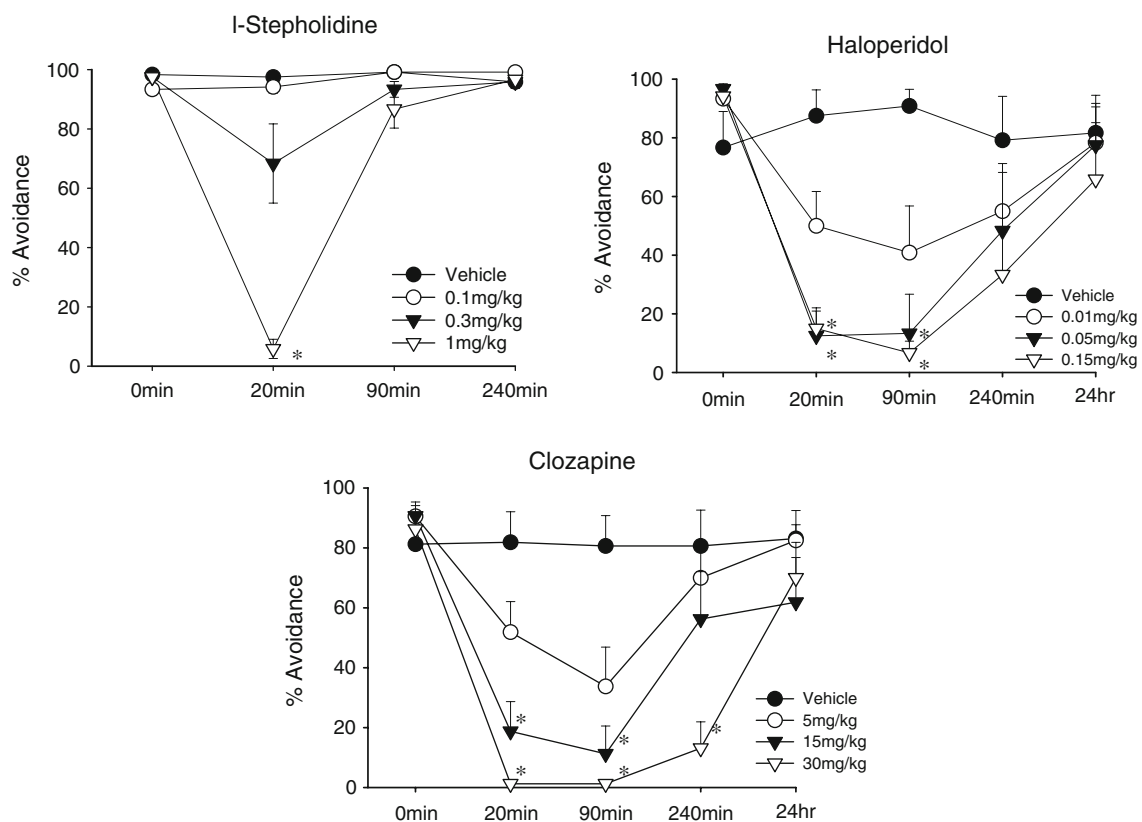 l-Stepholidine
100
80
60
40
20
0
% Avoidance
Vehicle
0.1mg/kg
0.3mg/kg
1mg/kg
*
0min 20min 90min 240min
Haloperidol
100
80
60
40
20
0
% Avoidance
Vehicle
0.01mg/kg
0.05mg/kg
0.15mg/kg
* *
* *
0min 20min 90min 240min 24hr
Clozapine
100
80
60
40
20
0
% Avoidance
Vehicle
5mg/kg
15mg/kg
30mg/kg
* * *
* *
0min 20min 90min 240min 24hr